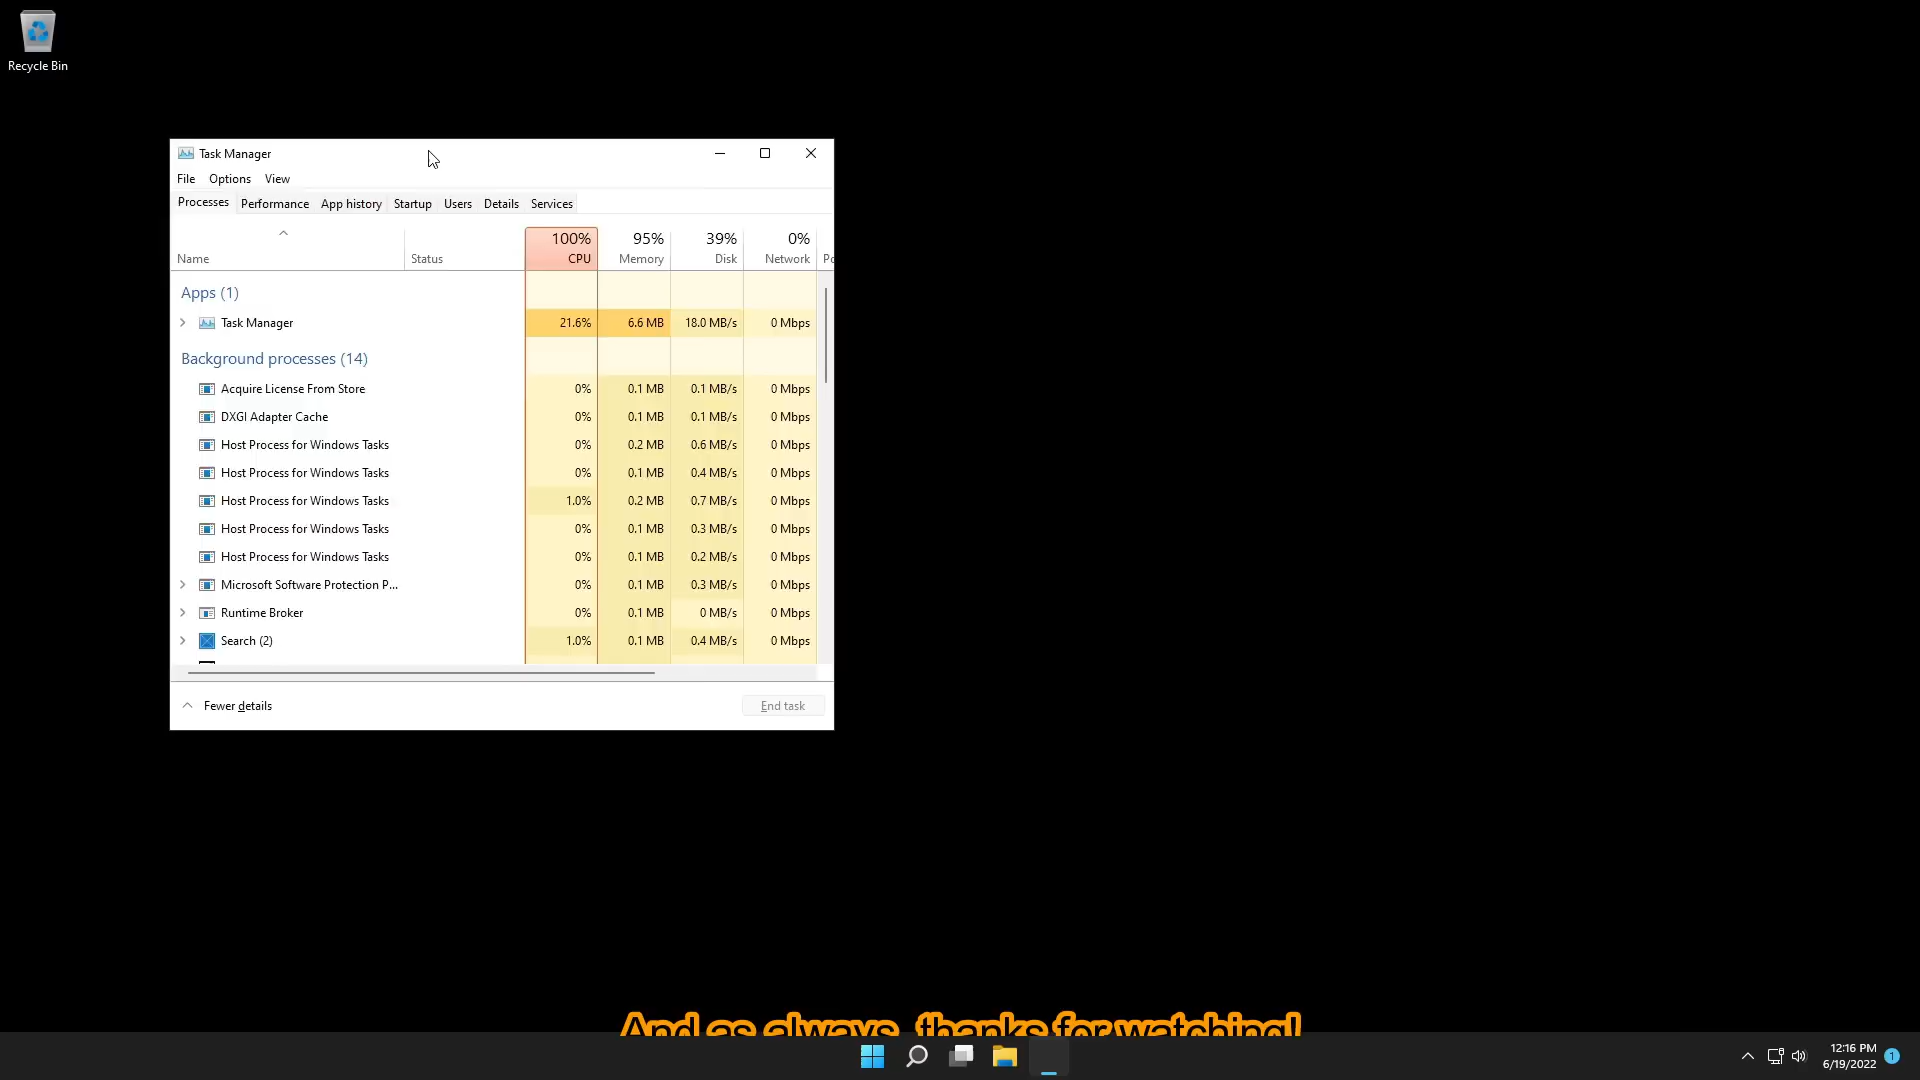 Recycle Bin
Task Manager
File Options View
Processes Performance App history Startup Users Details Services
100% 95% 39% 0%
Name Status CPU Memory Disk Network Po
Apps (1)
Task Manager 21.6% 6.6 MB 18.0 MB/s 0 Mbps
Background processes (14)
Acquire License From Store 0% 0.1 MB 0.1 MB/s 0 Mbps
DXGI Adapter Cache 0% 0.1 MB 0.1 MB/s 0 Mbps
Host Process for Windows Tasks 0% 0.2 MB 0.6 MB/s 0 Mbps
Host Process for Windows Tasks 0% 0.1 MB 0.4 MB/s 0 Mbps
Host Process for Windows Tasks 1.0% 0.2 MB 0.7 MB/s 0 Mbps
Host Process for Windows Tasks 0% 0.1 MB 0.3 MB/s 0 Mbps
Host Process for Windows Tasks 0% 0.1 MB 0.2 MB/s 0 Mbps
Microsoft Software Protection P... 0% 0.1 MB 0.3 MB/s 0 Mbps
Runtime Broker 0% 0.1 MB 0 MB/s 0 Mbps
Search (2) 1.0% 0.1 MB 0.4 MB/s 0 Mbps
Fewer details End task
And as always, thanks for watching!
12:16 PM
6/19/2022 1